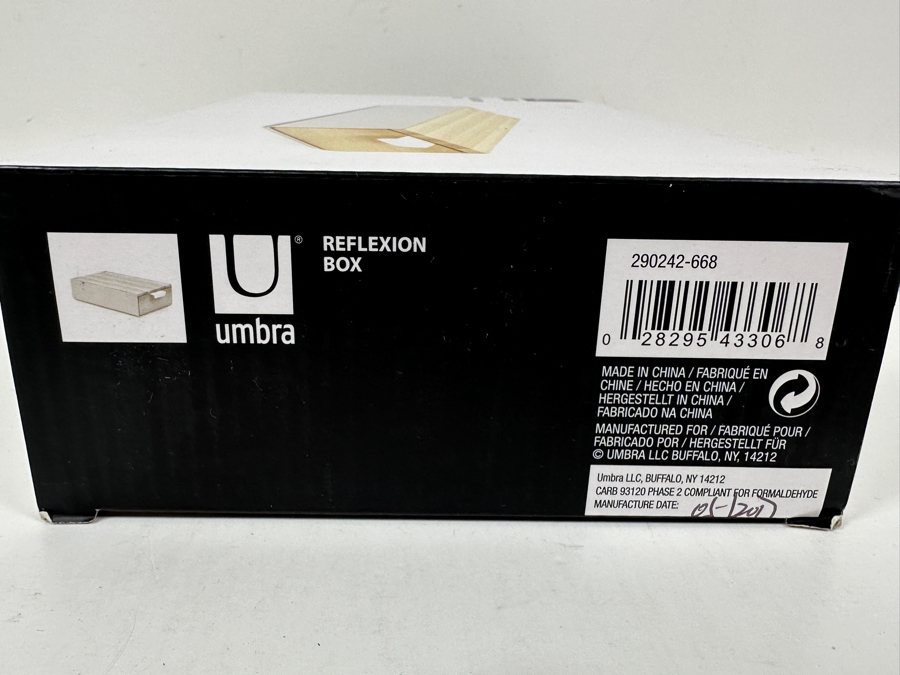 U®
umbra
REFLEXION
BOX
290242-668
0 28295 43306 8
MADE IN CHINA / FABRIQUÉ EN
CHINE / HECHO EN CHINA /
HERGESTELLT IN CHINA /
FABRICADO NA CHINA
MANUFACTURED FOR / FABRIQUÉ POUR /
FABRICADO POR / HERGESTELLT FÜR
© UMBRA LLC BUFFALO, NY, 14212
Umbra LLC, BUFFALO, NY 14212
CARB 93120 PHASE 2 COMPLIANT FOR FORMALDEHYDE
MANUFACTURE DATE: